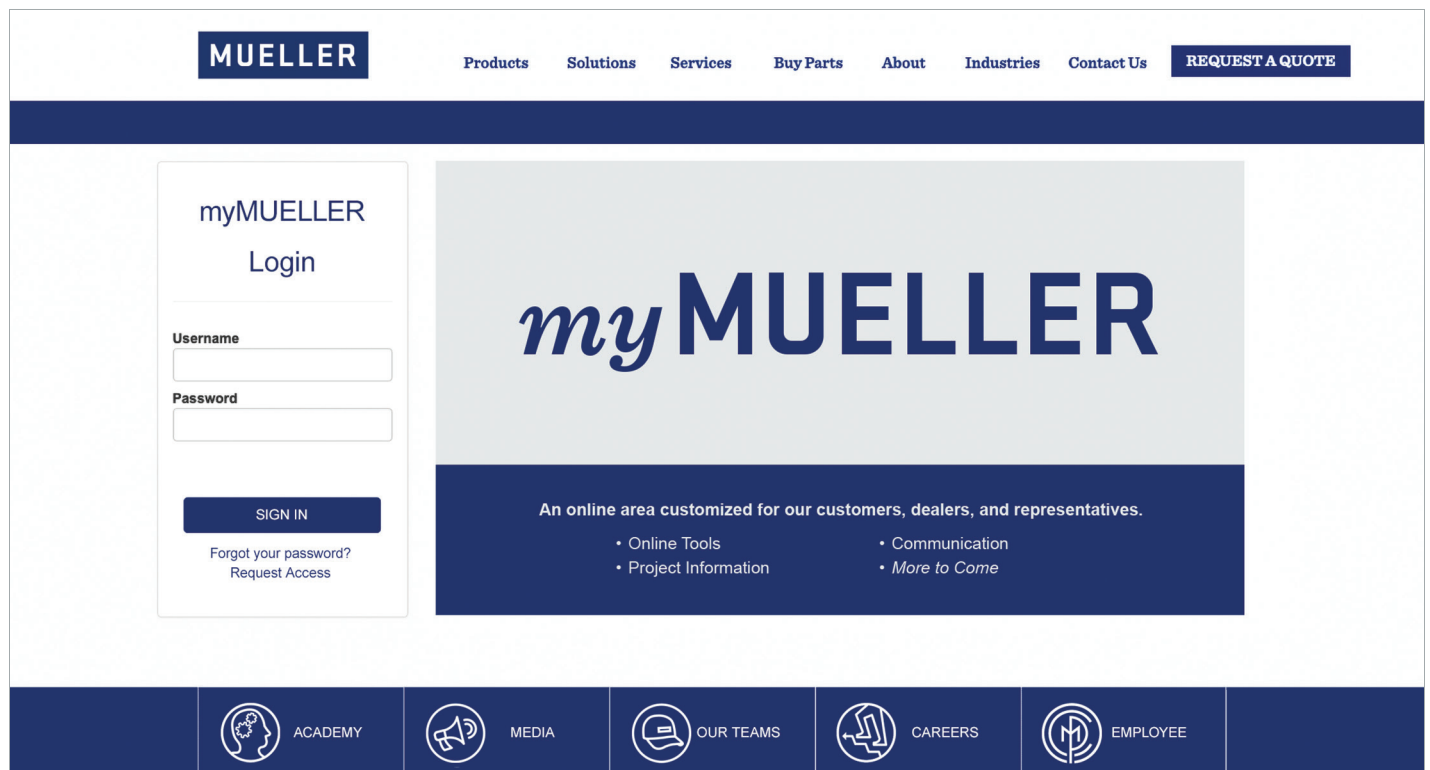 MUELLER
Products Solutions Services Buy Parts About Industries Contact Us REQUEST A QUOTE
myMUELLER
Login
Username
Password
SIGN IN
Forgot your password?
Request Access
myMUELLER
An online area customized for our customers, dealers, and representatives.
• Online Tools
• Project Information
• Communication
• More to Come
ACADEMY MEDIA OUR TEAMS CAREERS EMPLOYEE